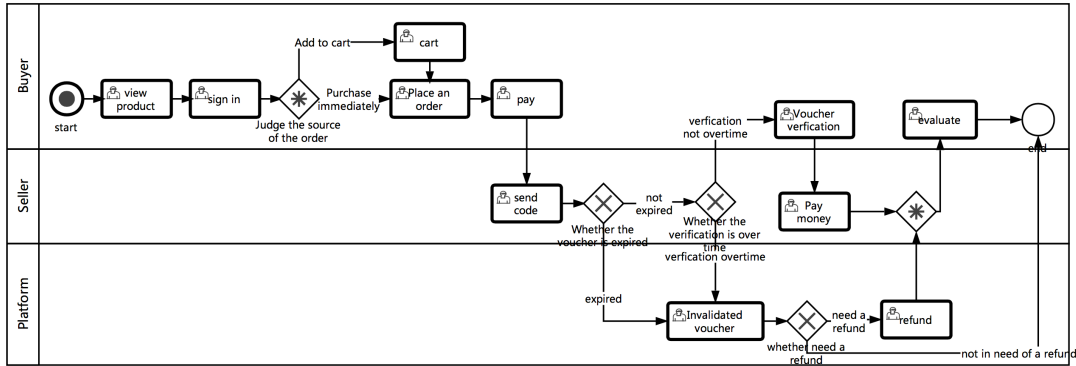 Buyer
start
view
product
sign in
Judge the source
of the order
Add to cart
cart
Purchase
immediately
Place an
order
pay
verfication
not overtime
Voucher
verfication
evaluate
end
Seller
send
code
Whether the
voucher is expired
not
expired
Whether the
verification is over
time
Pay
money
Platform
expired
verfication overtime
Invalidated
voucher
whether need a
refund
need a
refund
refund
not in need of a refund